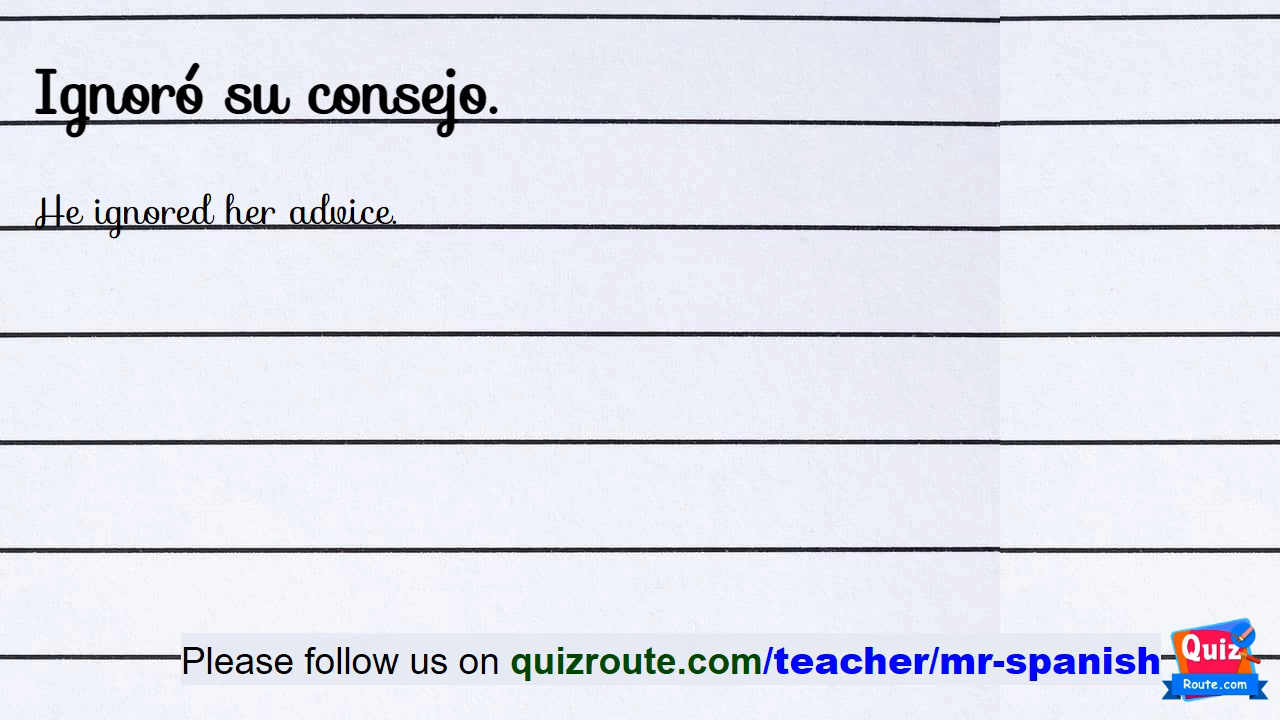 Ignoró su consejo.
He ignored her advice.
Please follow us on quizroute.com/teacher/mr-spanish
Quiz
Route.com